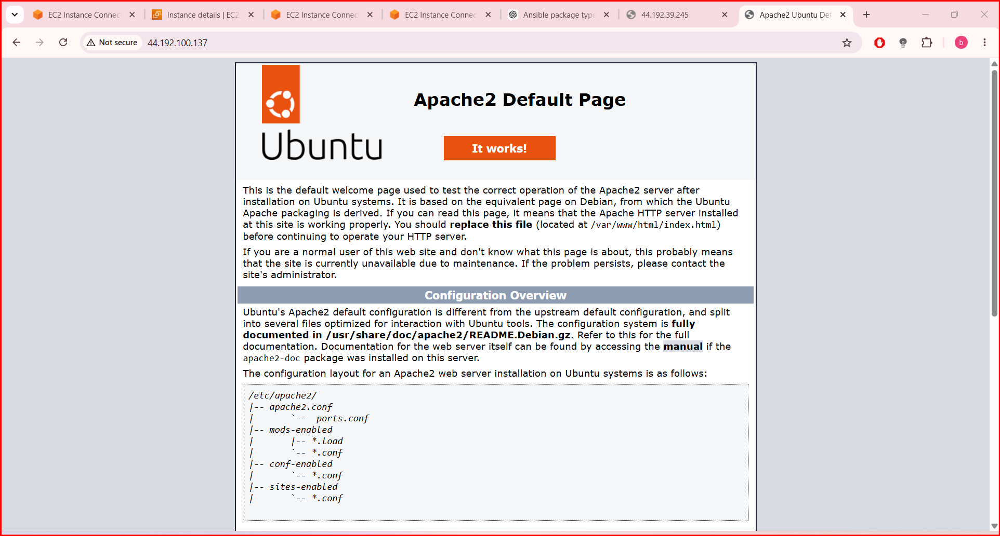 EC2 Instance Connec
Instance details | EC2
EC2 Instance Connec
EC2 Instance Connec
Ansible package typo
44.192.39.245
Apache2 Ubuntu Def
Not secure
44.192.100.137
b
Apache2 Default Page
Ubuntu
It works!
This is the default welcome page used to test the correct operation of the Apache2 server after
installation on Ubuntu systems. It is based on the equivalent page on Debian, from which the Ubuntu
Apache packaging is derived. If you can read this page, it means that the Apache HTTP server installed
at this site is working properly. You should replace this file (located at /var/www/html/index.html)
before continuing to operate your HTTP server.
If you are a normal user of this web site and don't know what this page is about, this probably means
that the site is currently unavailable due to maintenance. If the problem persists, please contact the
site's administrator.
Configuration Overview
Ubuntu's Apache2 default configuration is different from the upstream default configuration, and split
into several files optimized for interaction with Ubuntu tools. The configuration system is fully
documented in /usr/share/doc/apache2/README.Debian.gz. Refer to this for the full
documentation. Documentation for the web server itself can be found by accessing the manual if the
apache2-doc package was installed on this server.
The configuration layout for an Apache2 web server installation on Ubuntu systems is as follows:
/etc/apache2/
|-- apache2.conf
|       `--  ports.conf
|-- mods-enabled
|       |-- *.load
|       `-- *.conf
|-- conf-enabled
|       `-- *.conf
|-- sites-enabled
|       `-- *.conf